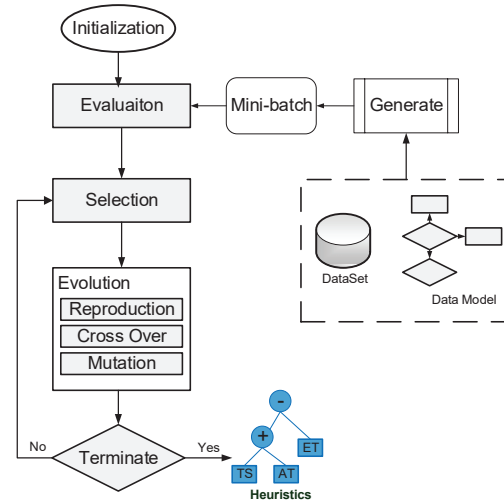 Initialization
Evaluaiton
Mini-batch
Generate
Selection
DataSet
Data Model
Evolution
Reproduction
Cross Over
Mutation
No
Terminate
Yes
-
+
ET
TS
AT
Heuristics